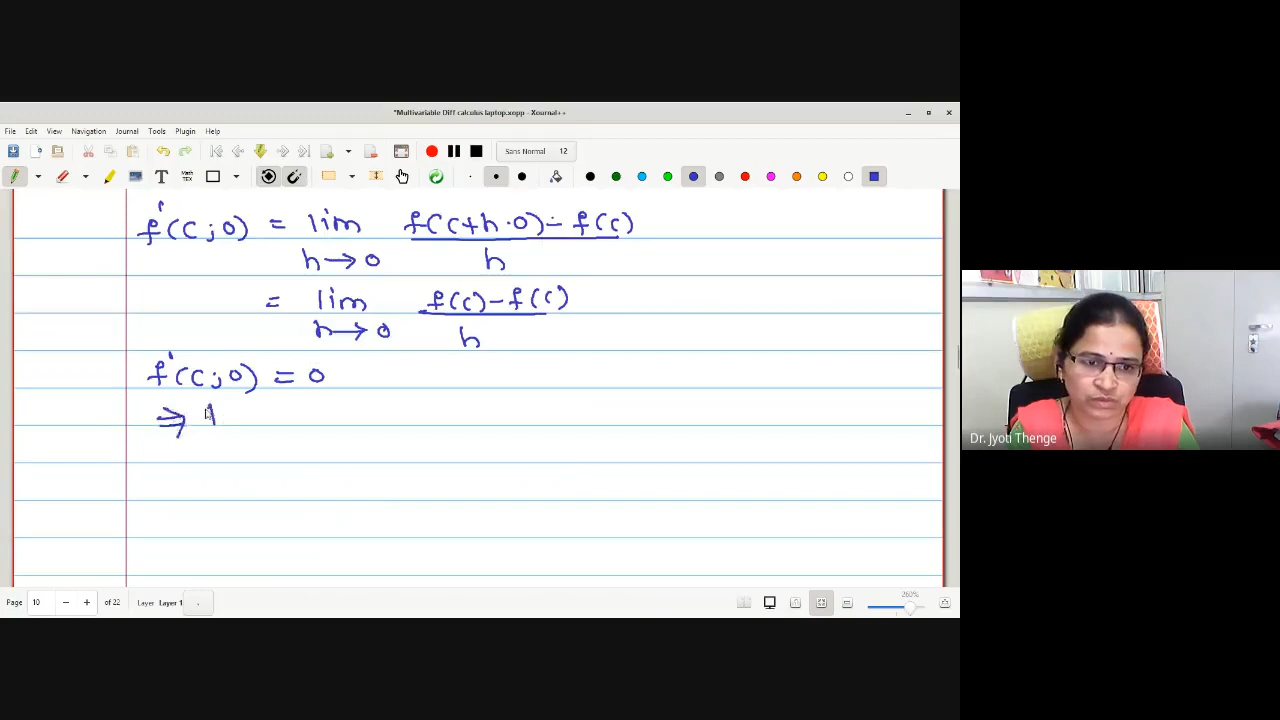 *Multivariable Diff calculus laptop.xopp - Xournal++
File Edit View Navigation Journal Tools Plugin Help
Sans Normal 12
f'(c;0) = lim f(c+h·0) - f(c)
h→0 h
= lim f(c) - f(c)
h→0 h
f'(c;0) = 0
⇒
Dr. Jyoti Thenge
Page 10 of 22 Layer Layer 1
260%